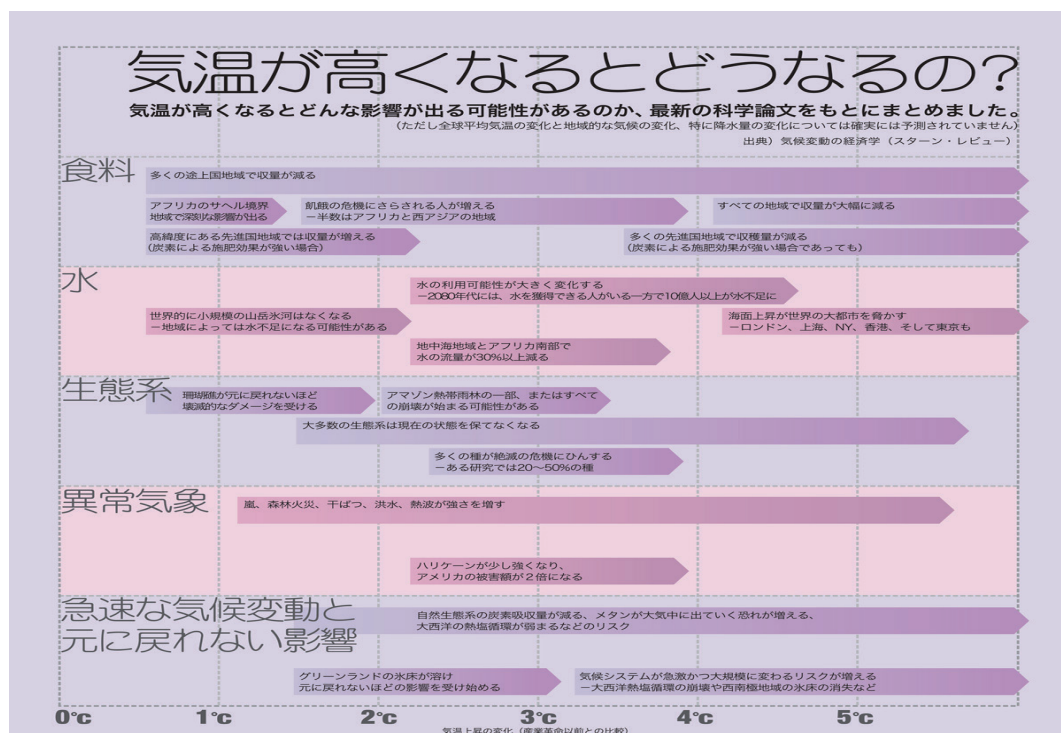 気温が高くなるとどうなるの?
気温が高くなるとどんな影響が出る可能性があるのか、最新の科学論文をもとにまとめました。
(ただし全球平均気温の変化と地域的な気候の変化、特に降水量の変化については確実には予測されていません)
出典）気候変動の経済学（スターン・レビュー）
食料
多くの途上国地域で収量が減る
アフリカのサヘル境界
地域で深刻な影響が出る
飢餓の危機にさらされる人が増える
－半数はアフリカと西アジアの地域
すべての地域で収量が大幅に減る
高緯度にある先進国地域では収量が増える
(炭素による施肥効果が強い場合)
多くの先進国地域で収穫量が減る
(炭素による施肥効果が強い場合であっても)
水
水の利用可能性が大きく変化する
－2080年代には、水を獲得できる人がいる一方で10億人以上が水不足に
世界的に小規模の山岳氷河はなくなる
－地域によっては水不足になる可能性がある
海面上昇が世界の大都市を脅かす
－ロンドン、上海、NY、香港、そして東京も
地中海地域とアフリカ南部で
水の流量が30%以上減る
生態系
珊瑚礁が元に戻れないほど
壊滅的なダメージを受ける
アマゾン熱帯雨林の一部、またはすべて
の崩壊が始まる可能性がある
大多数の生態系は現在の状態を保てなくなる
多くの種が絶滅の危機にひんする
－ある研究では20～50%の種
異常気象
嵐、森林火災、干ばつ、洪水、熱波が強さを増す
ハリケーンが少し強くなり、
アメリカの被害額が２倍になる
急速な気候変動と
元に戻れない影響
自然生態系の炭素吸収量が減る、メタンが大気中に出ていく恐れが増える、
大西洋の熱塩循環が弱まるなどのリスク
グリーンランドの氷床が溶け
元に戻れないほどの影響を受け始める
気候システムが急激かつ大規模に変わるリスクが増える
－大西洋熱塩循環の崩壊や西南極地域の氷床の消失など
0℃ 1℃ 2℃ 3℃ 4℃ 5℃
気温上昇の変化（産業革命以前との比較）